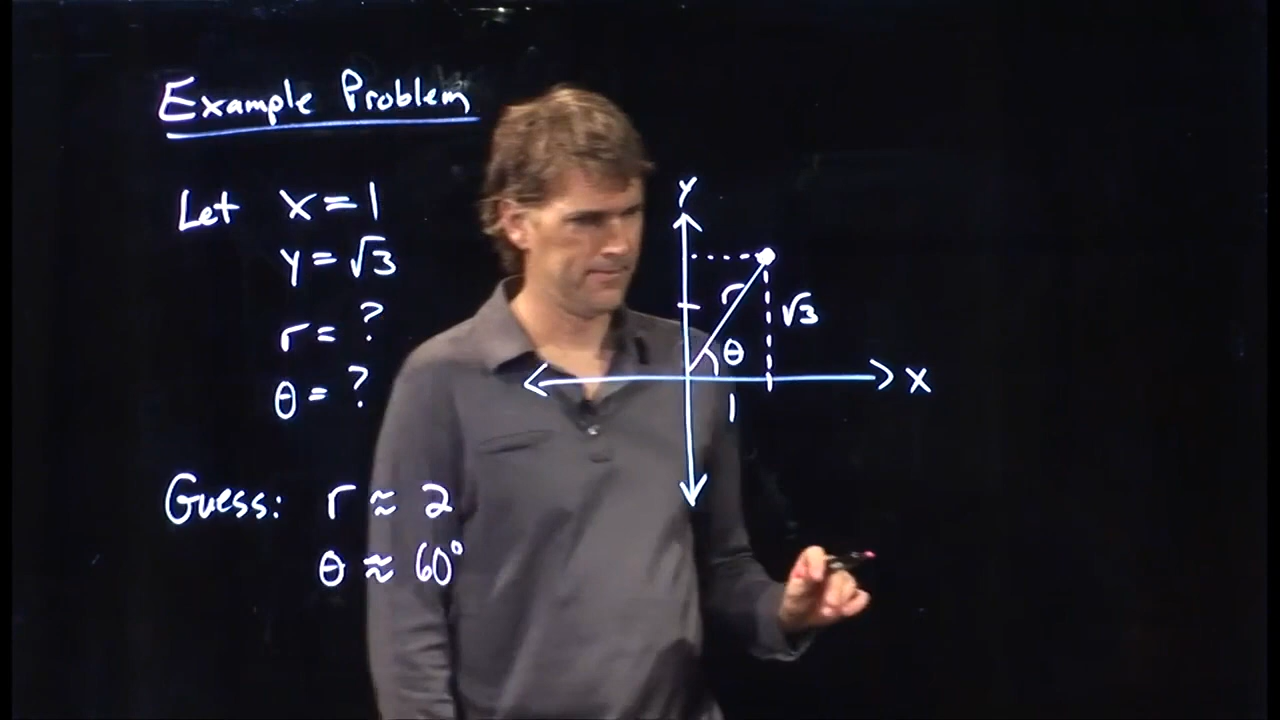 Example Problem
Let x = 1
y = √3
r = ?
θ = ?
Guess: r ≈ 2
θ ≈ 60°
y
r
√3
θ
x
1